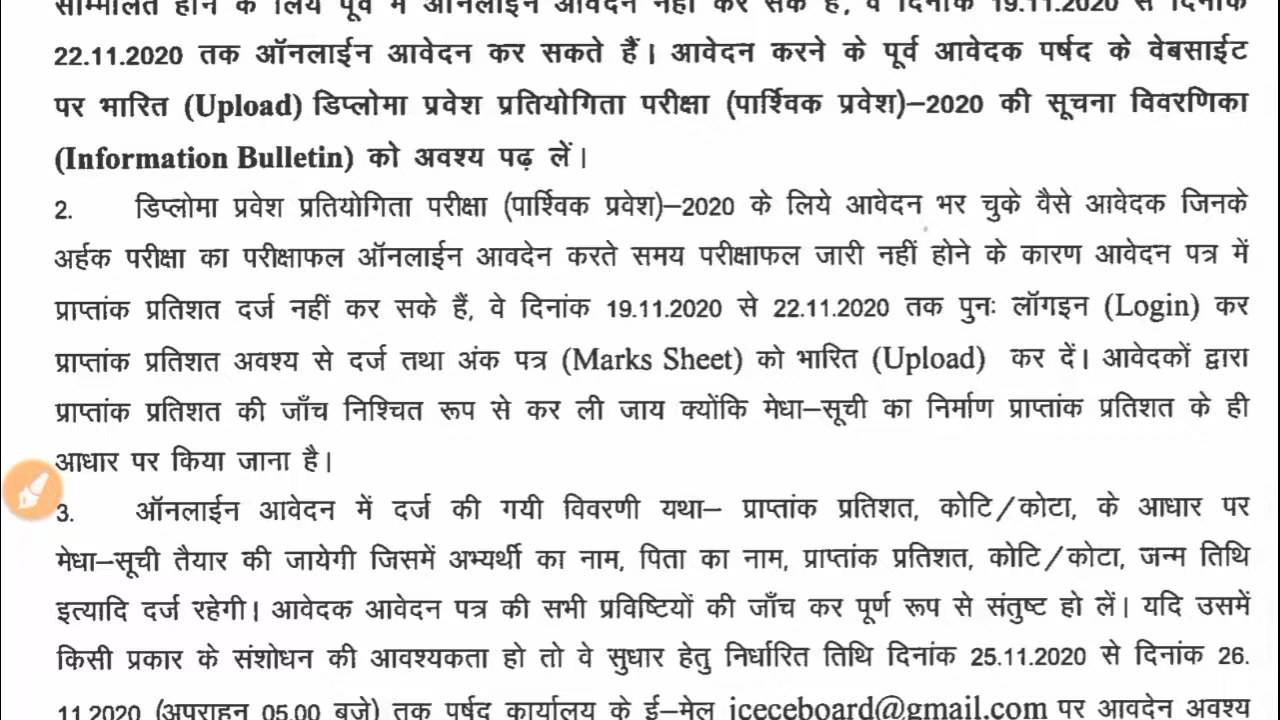 सम्मिलित होने के लिये पूर्व में ऑनलाईन आवेदन नहीं कर सके हैं, वे दिनांक 19.11.2020 से दिनांक
22.11.2020 तक ऑनलाईन आवेदन कर सकते हैं। आवेदन करने के पूर्व आवेदक पर्षद के वेबसाईट
पर भारित (Upload) डिप्लोमा प्रवेश प्रतियोगिता परीक्षा (पार्श्विक प्रवेश)–2020 की सूचना विवरणिका
(Information Bulletin) को अवश्य पढ़ लें।
2. डिप्लोमा प्रवेश प्रतियोगिता परीक्षा (पार्श्विक प्रवेश)–2020 के लिये आवेदन भर चुके वैसे आवेदक जिनके
अर्हक परीक्षा का परीक्षाफल ऑनलाईन आवदेन करते समय परीक्षाफल जारी नहीं होने के कारण आवेदन पत्र में
प्राप्तांक प्रतिशत दर्ज नहीं कर सके हैं, वे दिनांक 19.11.2020 से 22.11.2020 तक पुनः लॉगइन (Login) कर
प्राप्तांक प्रतिशत अवश्य से दर्ज तथा अंक पत्र (Marks Sheet) को भारित (Upload) कर दें। आवेदकों द्वारा
प्राप्तांक प्रतिशत की जाँच निश्चित रूप से कर ली जाय क्योंकि मेधा–सूची का निर्माण प्राप्तांक प्रतिशत के ही
आधार पर किया जाना है।
3. ऑनलाईन आवेदन में दर्ज की गयी विवरणी यथा– प्राप्तांक प्रतिशत, कोटि/कोटा, के आधार पर
मेधा–सूची तैयार की जायेगी जिसमें अभ्यर्थी का नाम, पिता का नाम, प्राप्तांक प्रतिशत, कोटि/कोटा, जन्म तिथि
इत्यादि दर्ज रहेगी। आवेदक आवेदन पत्र की सभी प्रविष्टियों की जाँच कर पूर्ण रूप से संतुष्ट हो लें। यदि उसमें
किसी प्रकार के संशोधन की आवश्यकता हो तो वे सुधार हेतु निर्धारित तिथि दिनांक 25.11.2020 से दिनांक 26.
11.2020 (अपराहन 05.00 बजे) तक पर्षद कार्यालय के ई–मेल jceceboard@gmail.com पर आवदेन अवश्य